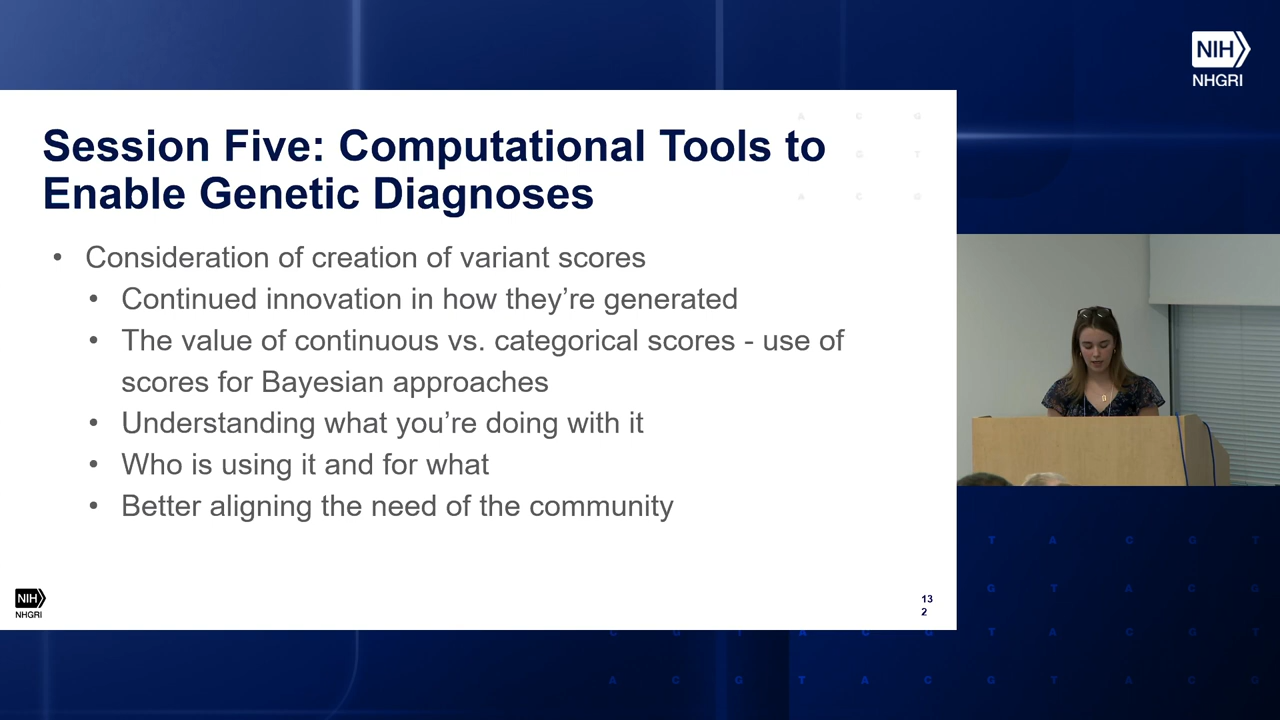 NIH
NHGRI
Session Five: Computational Tools to
Enable Genetic Diagnoses
• Consideration of creation of variant scores
• Continued innovation in how they’re generated
• The value of continuous vs. categorical scores - use of
scores for Bayesian approaches
• Understanding what you’re doing with it
• Who is using it and for what
• Better aligning the need of the community
NIH
NHGRI
13
2
A C G
G T
A C G
T A C G T
G T A C G
C G T A C G T A C G T
A C G T A C G T A C G